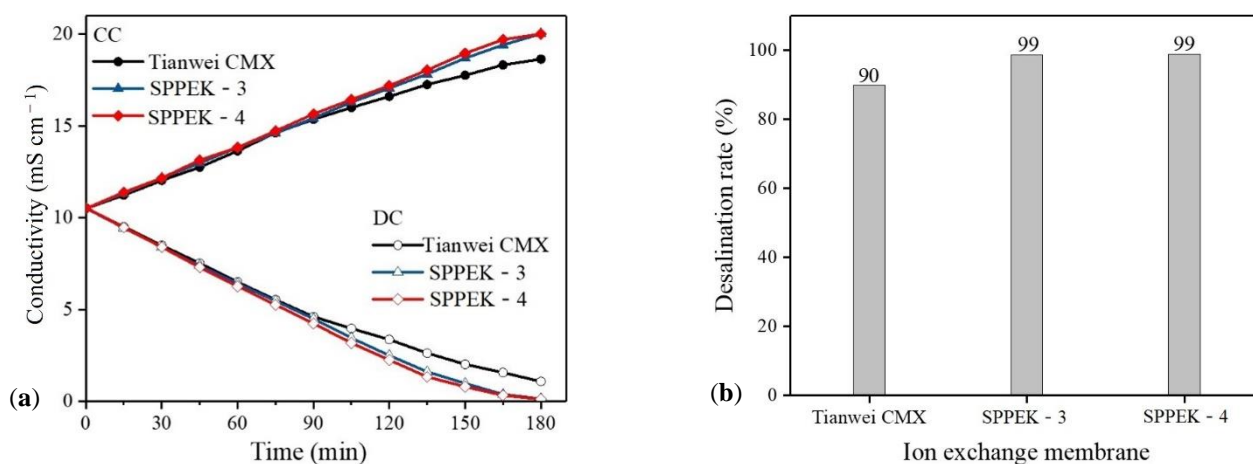 CC
Tianwei CMX
SPPEK - 3
SPPEK - 4
DC
Tianwei CMX
SPPEK - 3
SPPEK - 4
Conductivity (mS cm⁻¹)
20
15
10
5
0
0 30 60 90 120 150 180
Time (min)
(a)
Desalination rate (%)
100
80
60
40
20
0
90 99 99
Tianwei CMX SPPEK - 3 SPPEK - 4
Ion exchange membrane
(b)